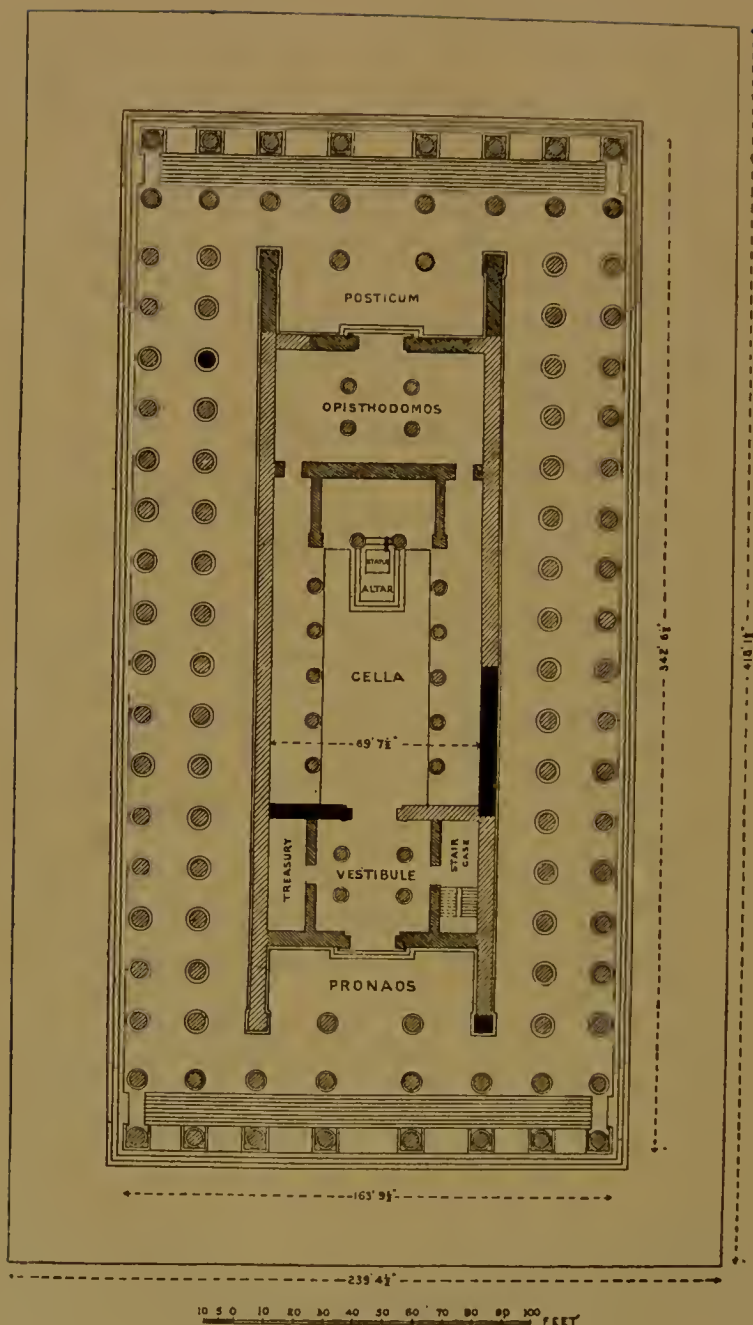 POSTICUM
OPISTHODOMOS
STATUE
ALTAR
CELLA
69' 7½"
TREASURY
VESTIBULE
STAIR
CASE
PRONAOS
342' 6½"
418' 1½"
163' 9½"
239' 4½"
10 5 0 10 20 30 40 50 60 70 80 90 100 FEET